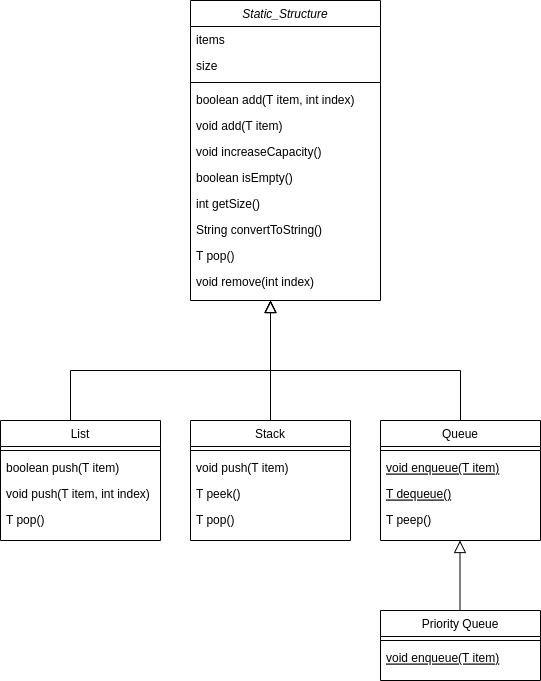 Static_Structure
items
size
boolean add(T item, int index)
void add(T item)
void increaseCapacity()
boolean isEmpty()
int getSize()
String convertToString()
T pop()
void remove(int index)
List
boolean push(T item)
void push(T item, int index)
T pop()
Stack
void push(T item)
T peek()
T pop()
Queue
void enqueue(T item)
T dequeue()
T peep()
Priority Queue
void enqueue(T item)